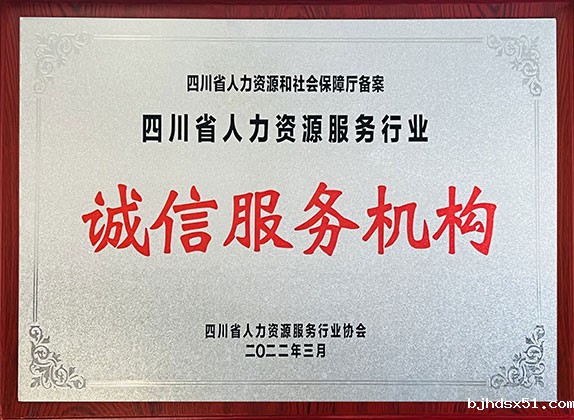 四川省人力资源和社会保障厅备案
四川省人力资源服务行业
诚信服务机构
四川省人力资源服务行业协会
二〇二二年三月
bjhdsx51.com